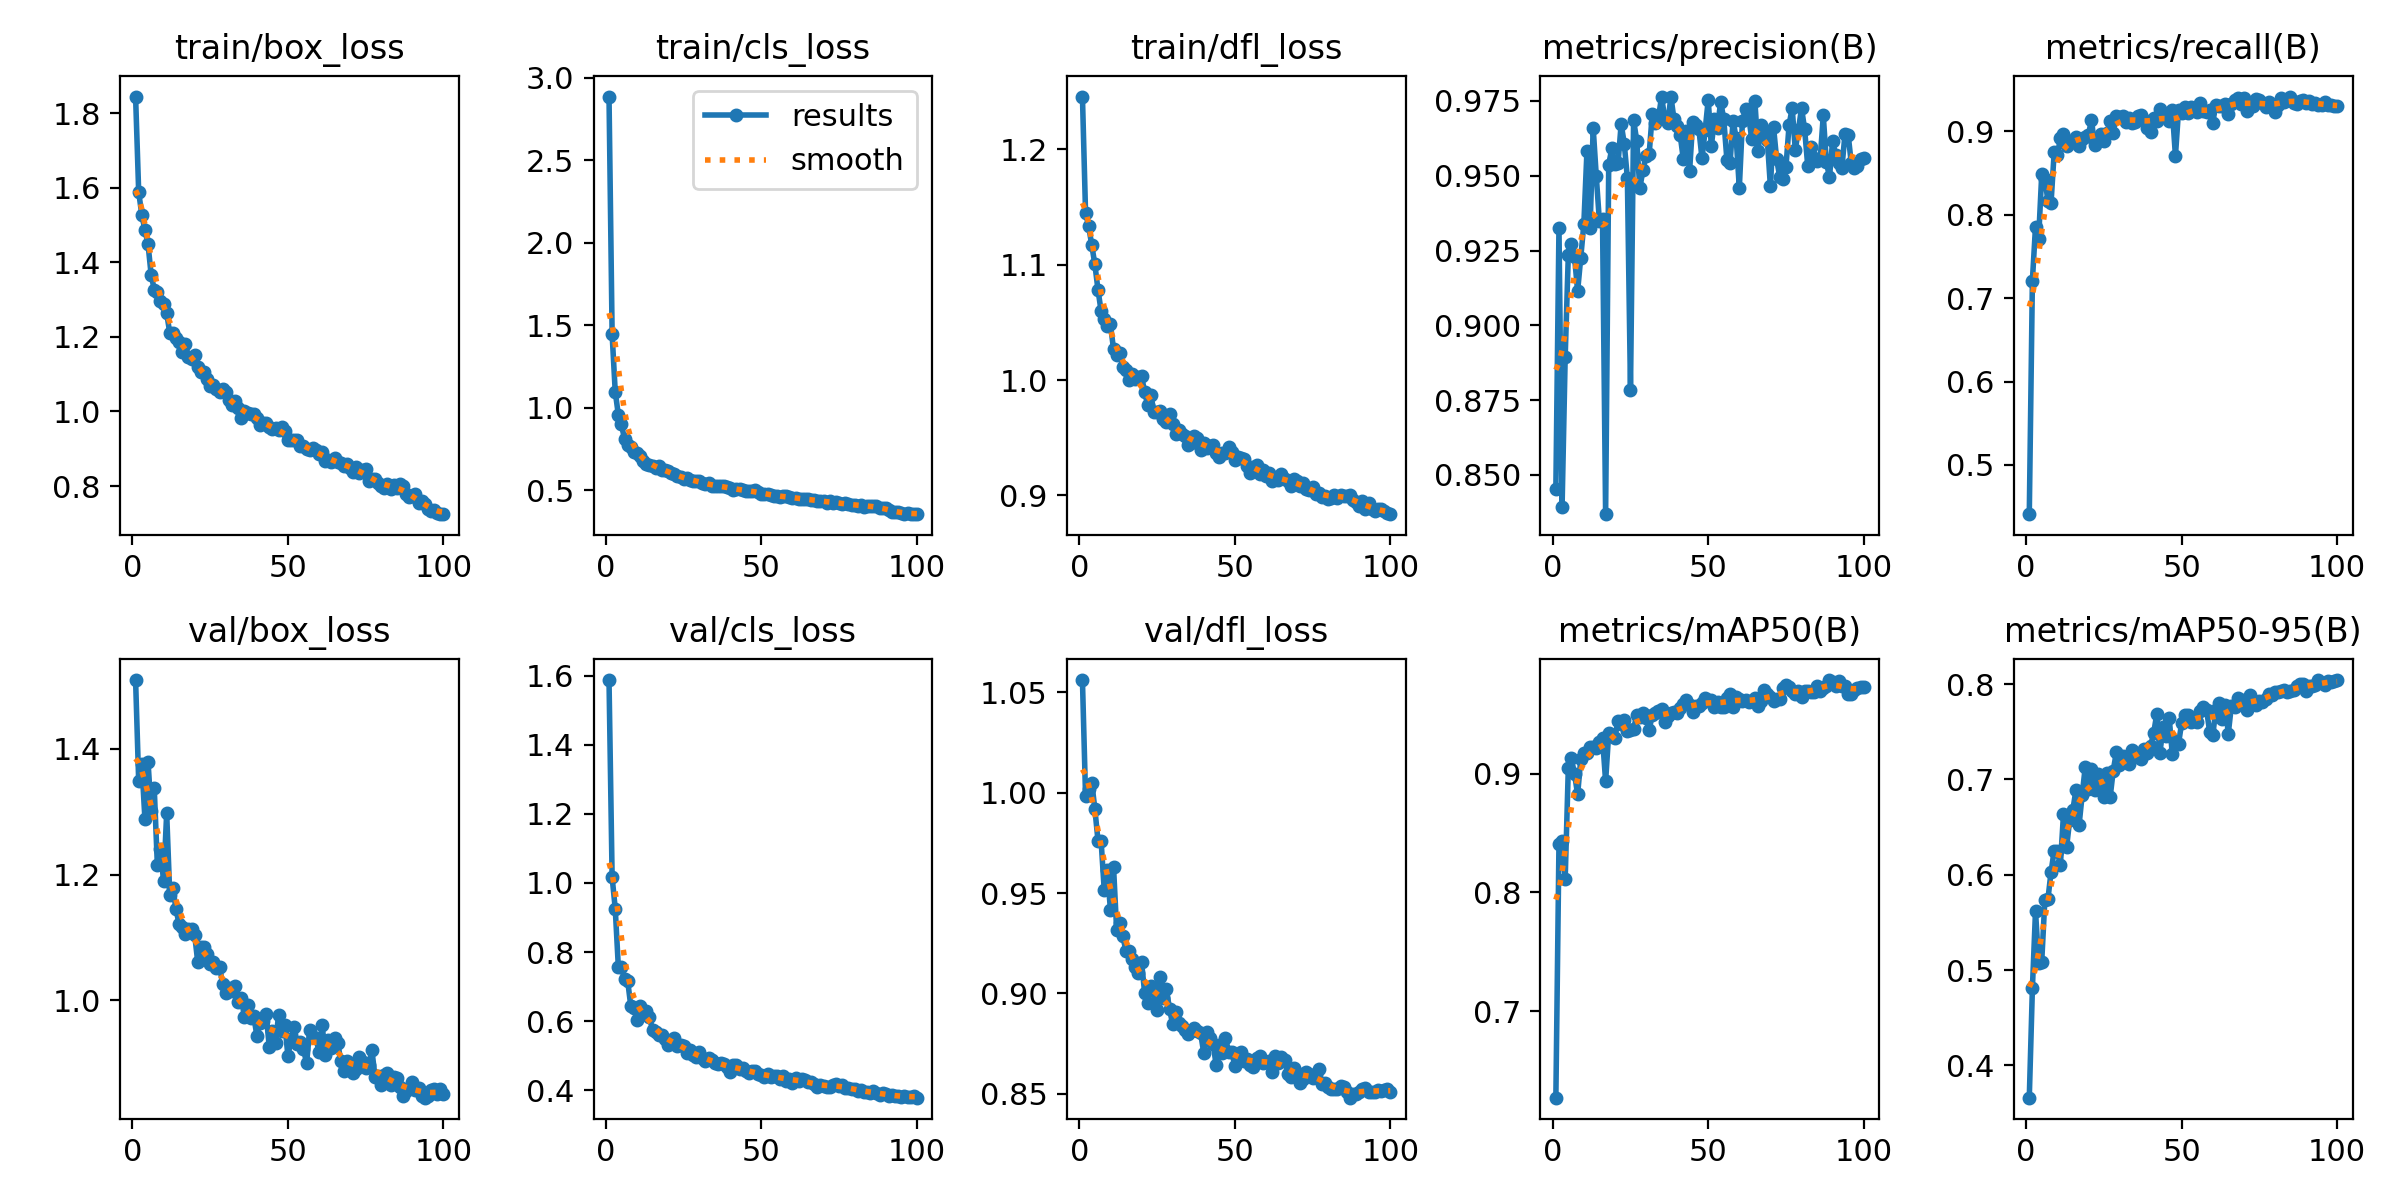 train/box_loss
1.8
1.6
1.4
1.2
1.0
0.8
0 50 100
train/cls_loss
3.0
2.5
2.0
1.5
1.0
0.5
results
smooth
0 50 100
train/dfl_loss
1.2
1.1
1.0
0.9
0 50 100
metrics/precision(B)
0.975
0.950
0.925
0.900
0.875
0.850
0 50 100
metrics/recall(B)
0.9
0.8
0.7
0.6
0.5
0 50 100
val/box_loss
1.4
1.2
1.0
0 50 100
val/cls_loss
1.6
1.4
1.2
1.0
0.8
0.6
0.4
0 50 100
val/dfl_loss
1.05
1.00
0.95
0.90
0.85
0 50 100
metrics/mAP50(B)
0.9
0.8
0.7
0 50 100
metrics/mAP50-95(B)
0.8
0.7
0.6
0.5
0.4
0 50 100